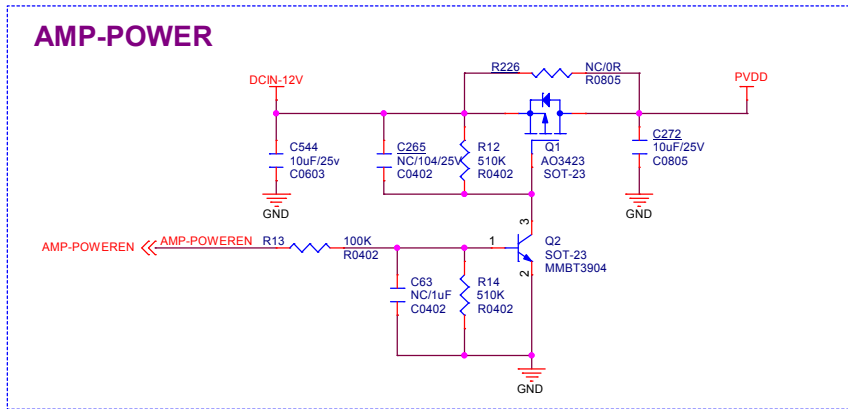 AMP-POWER
R226
NC/0R
R0805
DCIN-12V
PVDD
C544
10uF/25v
C0603
C265
NC/104/25V
C0402
R12
510K
R0402
Q1
AO3423
SOT-23
C272
10uF/25V
C0805
GND
GND
AMP-POWEREN
AMP-POWEREN
R13
100K
R0402
1
3
2
Q2
SOT-23
MMBT3904
C63
NC/1uF
C0402
R14
510K
R0402
GND